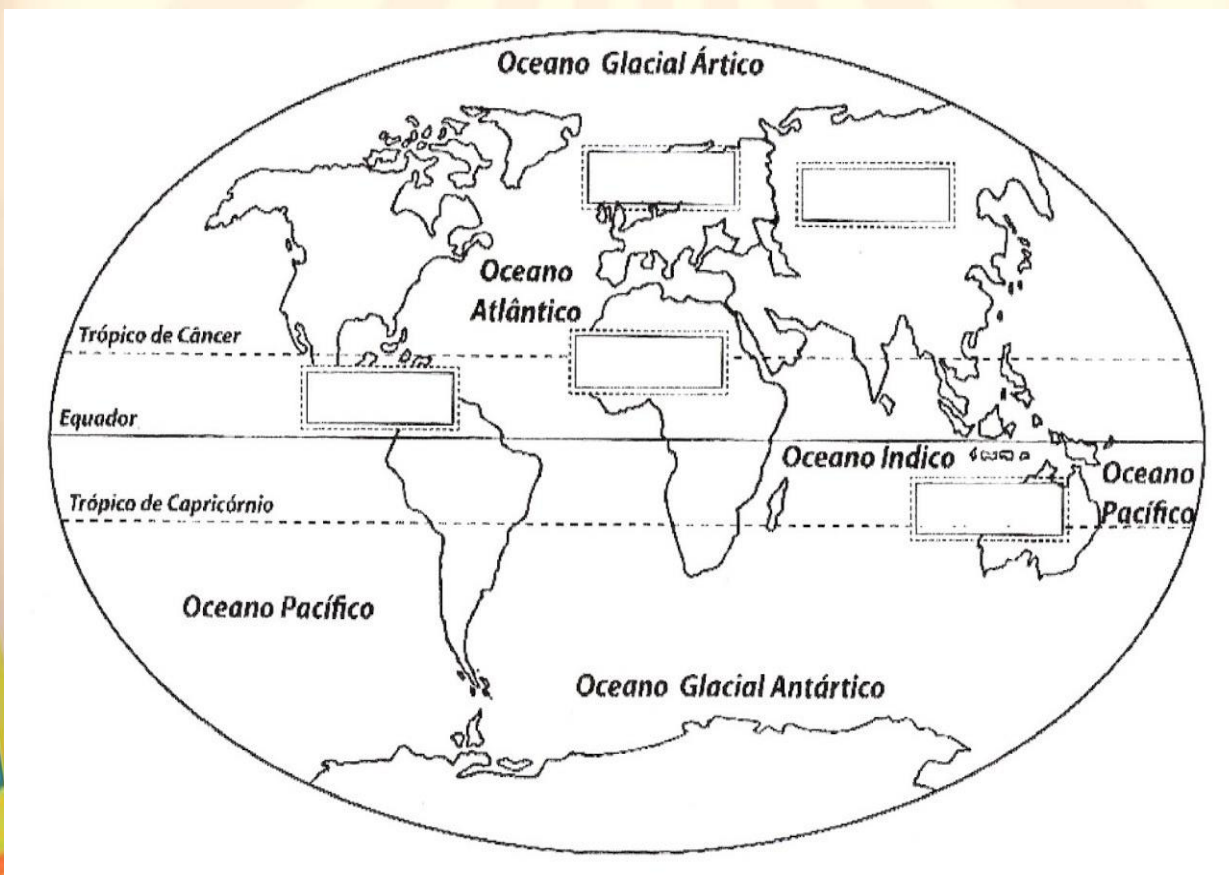 Oceano Glacial Ártico
Oceano
Atlântico
Trópico de Câncer
Equador
Oceano Indico
Oceano
Pacífico
Trópico de Capricórnio
Oceano Pacífico
Oceano Glacial Antártico